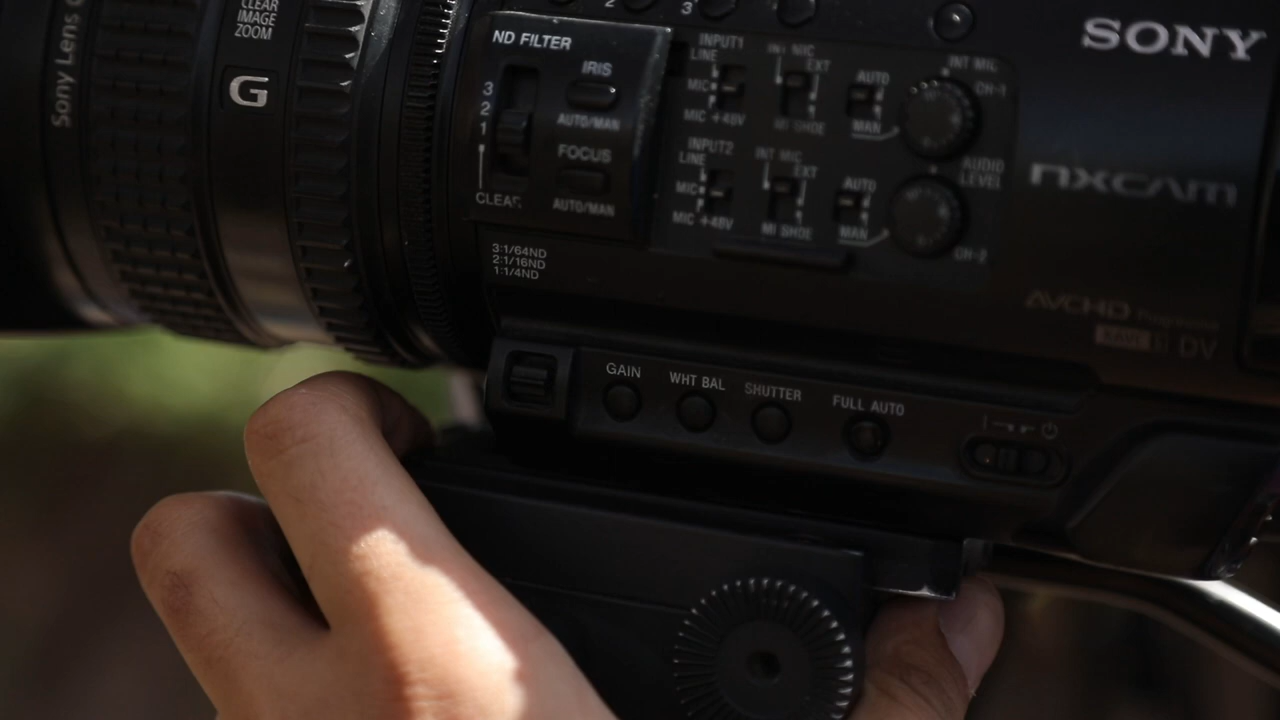 Sony Lens G
CLEAR
IMAGE
ZOOM
G
2
3
ND FILTER
3
2
1
CLEAR
IRIS
AUTO/MAN
FOCUS
AUTO/MAN
3:1/64ND
2:1/16ND
1:1/4ND
INPUT1
LINE
MIC
MIC +48V
INT MIC
EXT
MI SHOE
AUTO
MAN
INT MIC
CH-1
INPUT2
LINE
MIC
MIC +48V
INT MIC
EXT
MI SHOE
AUTO
MAN
AUDIO
LEVEL
CH-2
SONY
NXCAM
AVCHD Progressive
DV
GAIN
WHT BAL
SHUTTER
FULL AUTO